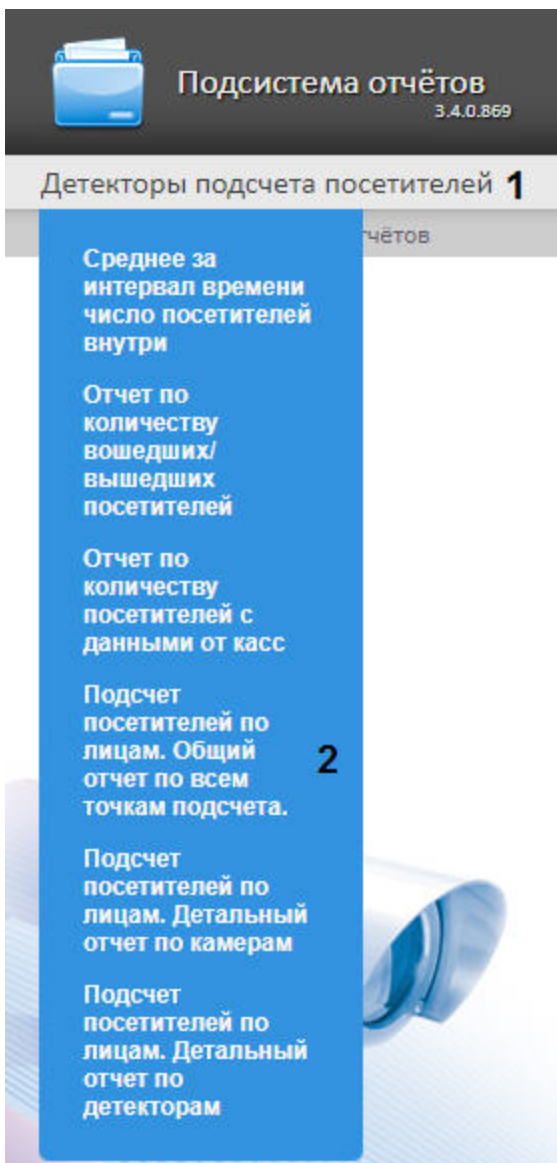 Подсистема отчётов
3.4.0.869
Детекторы подсчета посетителей 1
чётов
Среднее за
интервал времени
число посетителей
внутри
Отчет по
количеству
вошедших/
вышедших
посетителей
Отчет по
количеству
посетителей с
данными от касс
Подсчет
посетителей по
лицам. Общий
отчет по всем
точкам подсчета.
2
Подсчет
посетителей по
лицам. Детальный
отчет по камерам
Подсчет
посетителей по
лицам. Детальный
отчет по
детекторам